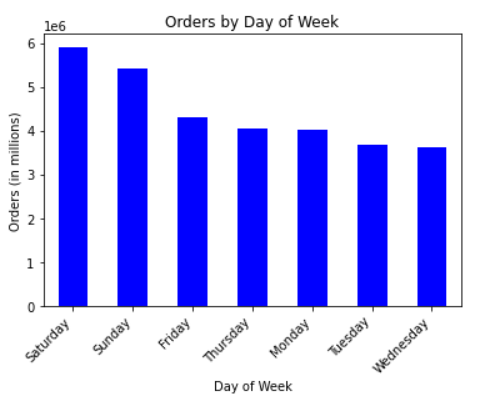 Orders by Day of Week
1e6
6
5
4
3
2
1
0
Orders (in millions)
Saturday
Sunday
Friday
Thursday
Monday
Tuesday
Wednesday
Day of Week